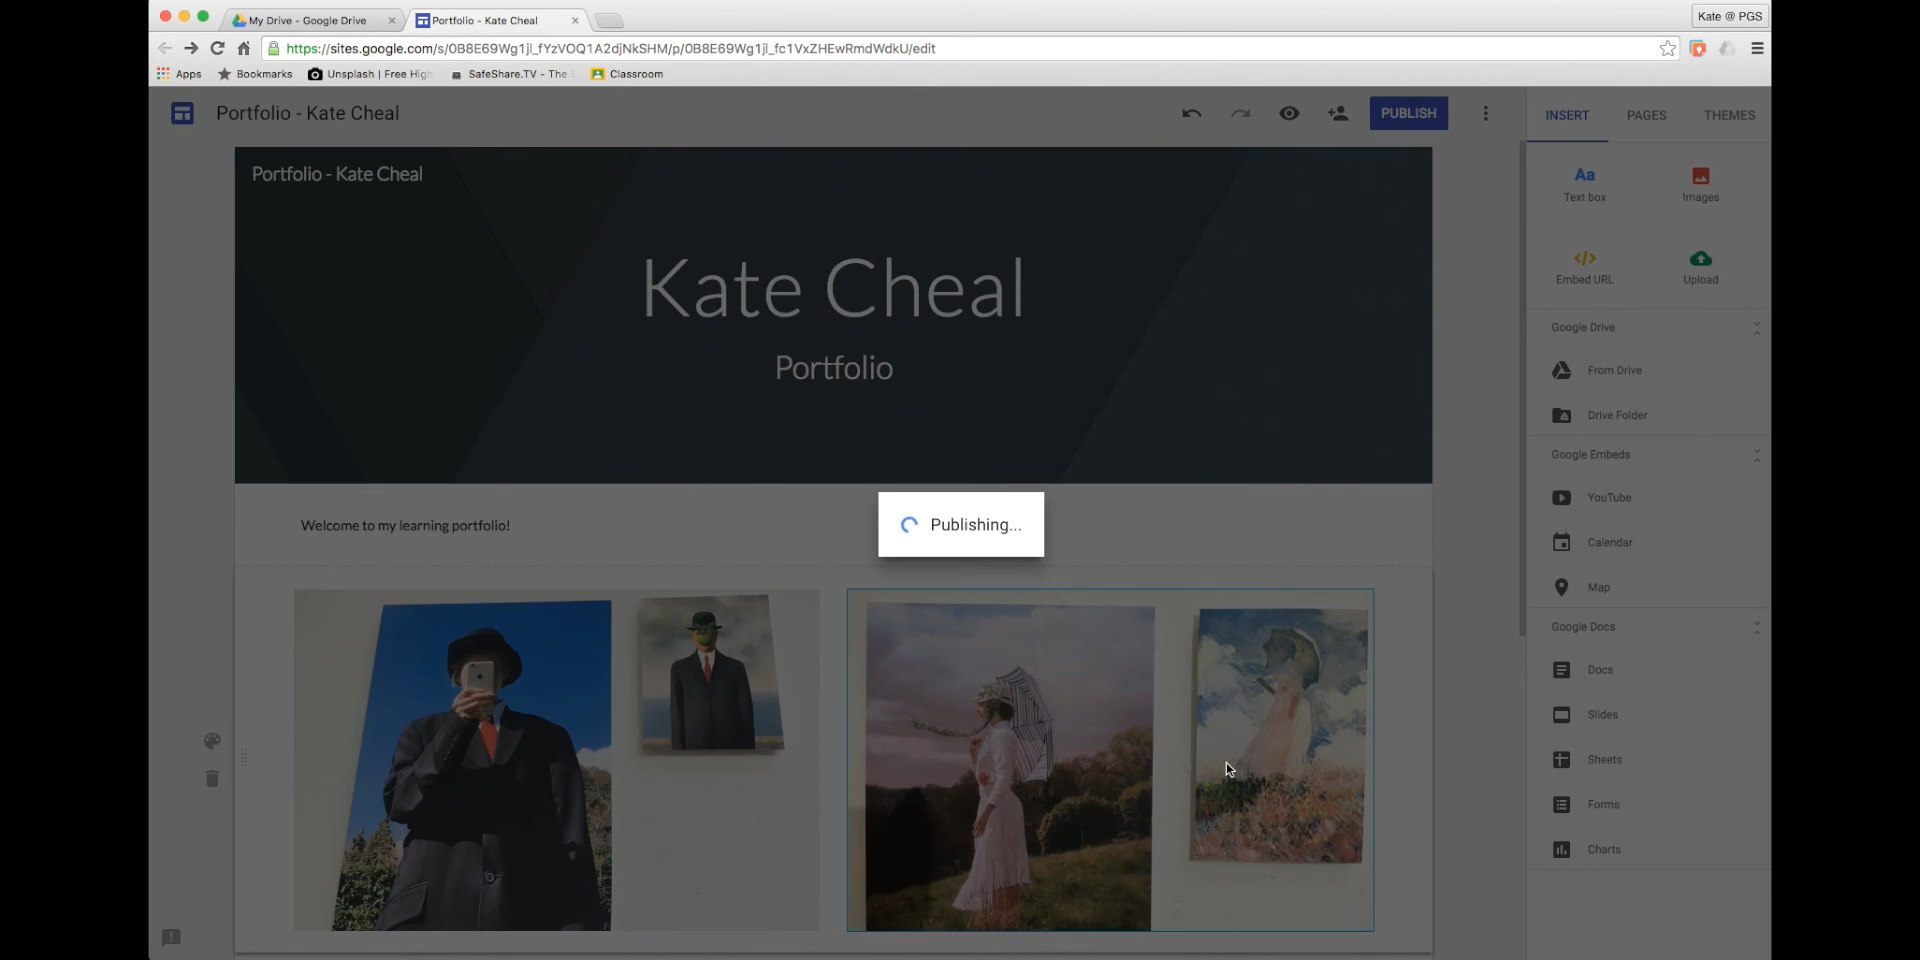 My Drive - Google Drive
Portfolio - Kate Cheal
Kate @ PGS
https://sites.google.com/s/0B8E69Wg1jl_fYzVOQ1A2djNkSHM/p/0B8E69Wg1jl_fc1VxZHEwRmdWdkU/edit
Apps
Bookmarks
Unsplash | Free High
SafeShare.TV - The
Classroom
Portfolio - Kate Cheal
PUBLISH
INSERT
PAGES
THEMES
Portfolio - Kate Cheal
Kate Cheal
Portfolio
Welcome to my learning portfolio!
Publishing...
Aa
Text box
Images
Embed URL
Upload
Google Drive
From Drive
Drive Folder
Google Embeds
YouTube
Calendar
Map
Google Docs
Docs
Slides
Sheets
Forms
Charts